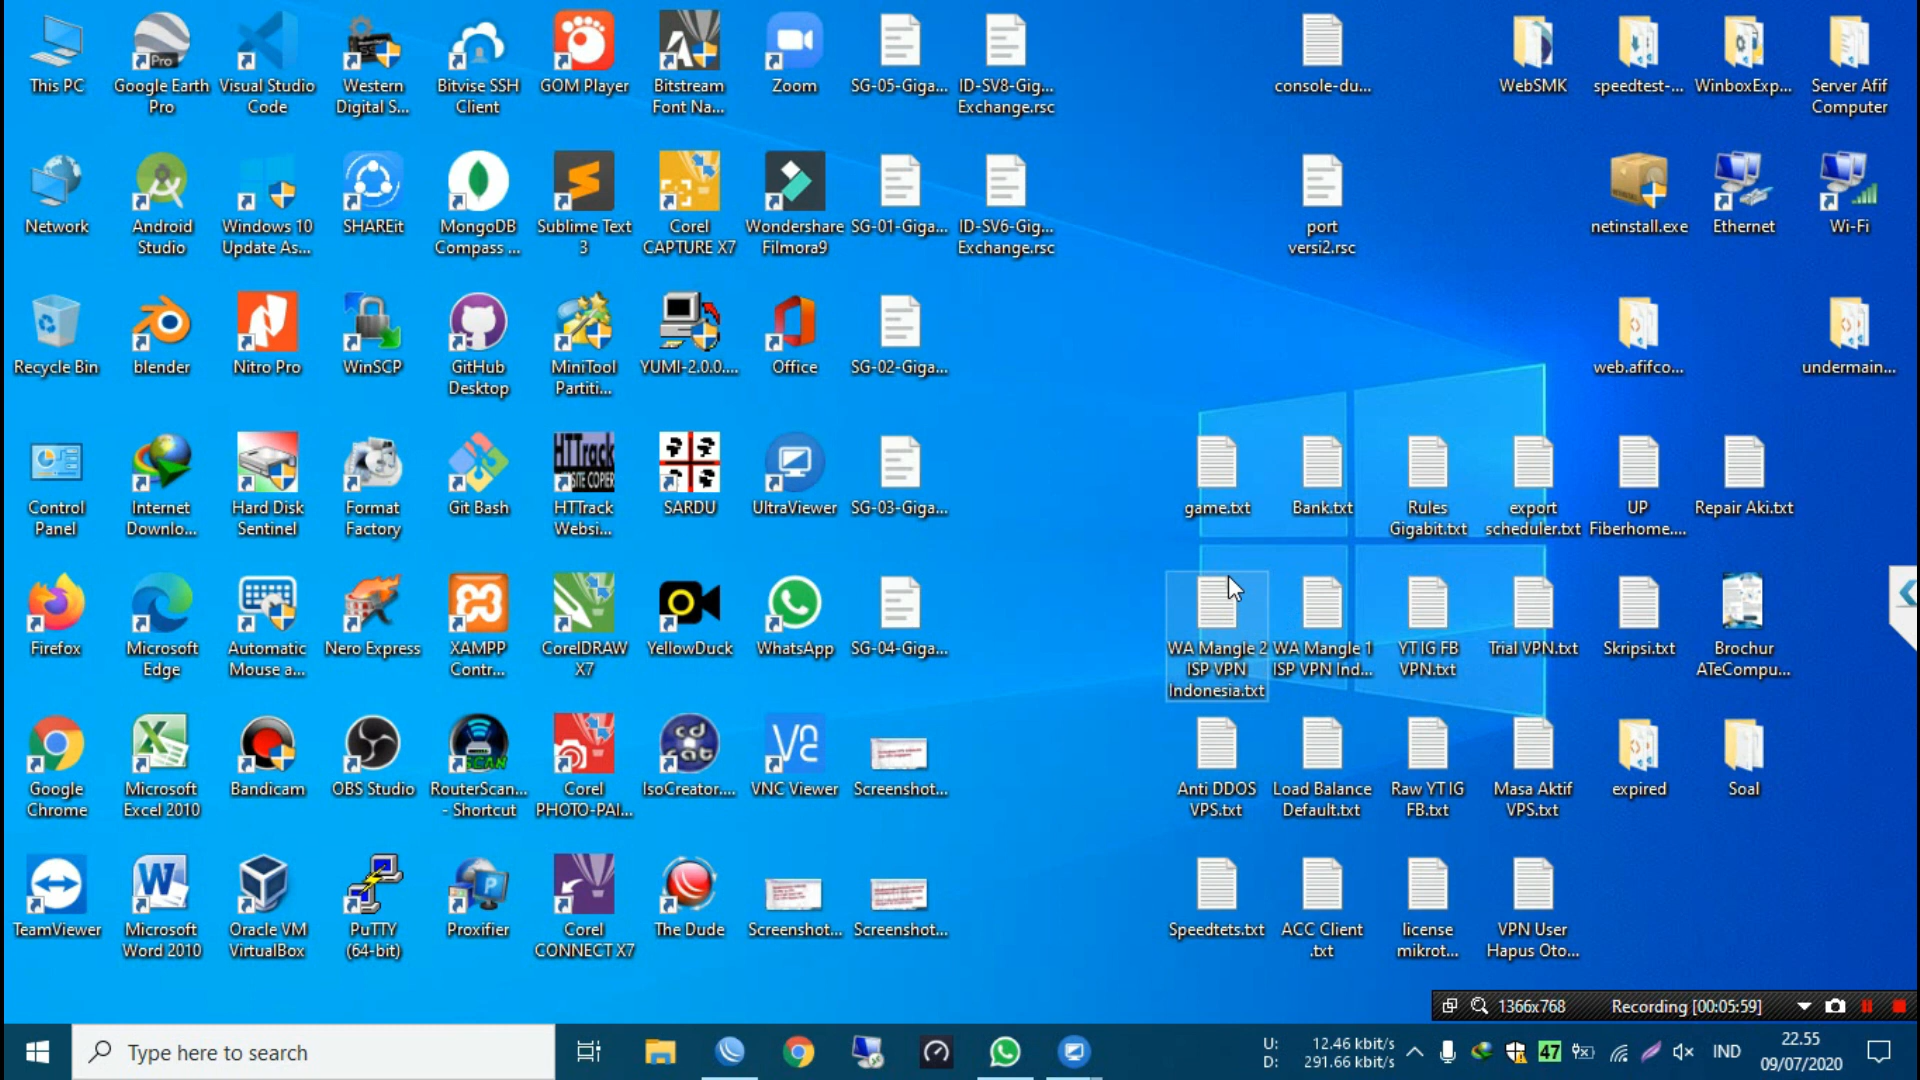 This PC
Google Earth
Pro
Visual Studio
Code
Western
Digital S...
Bitvise SSH
Client
GOM Player
Bitstream
Font Na...
Zoom
SG-05-Giga...
ID-SV8-Gig...
Exchange.rsc
console-du...
WebSMK
speedtest-...
WinboxExp...
Server Afif
Computer
Network
Android
Studio
Windows 10
Update As...
SHAREit
MongoDB
Compass ...
Sublime Text
3
Corel
CAPTURE X7
Wondershare
Filmora9
SG-01-Giga...
ID-SV6-Gig...
Exchange.rsc
port
versi2.rsc
netinstall.exe
Ethernet
Wi-Fi
Recycle Bin
blender
Nitro Pro
WinSCP
GitHub
Desktop
MiniTool
Partiti...
YUMI-2.0.0....
Office
SG-02-Giga...
web.afifco...
undermain...
Control
Panel
Internet
Downlo...
Hard Disk
Sentinel
Format
Factory
Git Bash
HTTrack
Websi...
SARDU
UltraViewer
SG-03-Giga...
game.txt
Bank.txt
Rules
Gigabit.txt
export
scheduler.txt
UP
Fiberhome....
Repair Aki.txt
Firefox
Microsoft
Edge
Automatic
Mouse a...
Nero Express
XAMPP
Contr...
CorelDRAW
X7
YellowDuck
WhatsApp
SG-04-Giga...
WA Mangle 2
ISP VPN
Indonesia.txt
WA Mangle 1
ISP VPN Ind...
YT IG FB
VPN.txt
Trial VPN.txt
Skripsi.txt
Brochur
ATeCompu...
Google
Chrome
Microsoft
Excel 2010
Bandicam
OBS Studio
RouterScan...
- Shortcut
Corel
PHOTO-PAI...
IsoCreator....
VNC Viewer
Screenshot...
Anti DDOS
VPS.txt
Load Balance
Default.txt
Raw YT IG
FB.txt
Masa Aktif
VPS.txt
expired
Soal
TeamViewer
Microsoft
Word 2010
Oracle VM
VirtualBox
PuTTY
(64-bit)
Proxifier
Corel
CONNECT X7
The Dude
Screenshot...
Screenshot...
Speedtets.txt
ACC Client
.txt
license
mikrot...
VPN User
Hapus Oto...
1366x768 Recording [00:05:59]
Type here to search
U: 12.46 kbit/s
D: 291.66 kbit/s
47
IND
22.55
09/07/2020